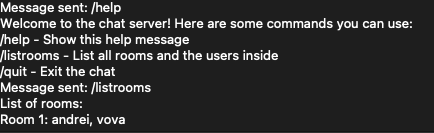 Message sent: /help
Welcome to the chat server! Here are some commands you can use:
/help - Show this help message
/listrooms - List all rooms and the users inside
/quit - Exit the chat
Message sent: /listrooms
List of rooms:
Room 1: andrei, vova